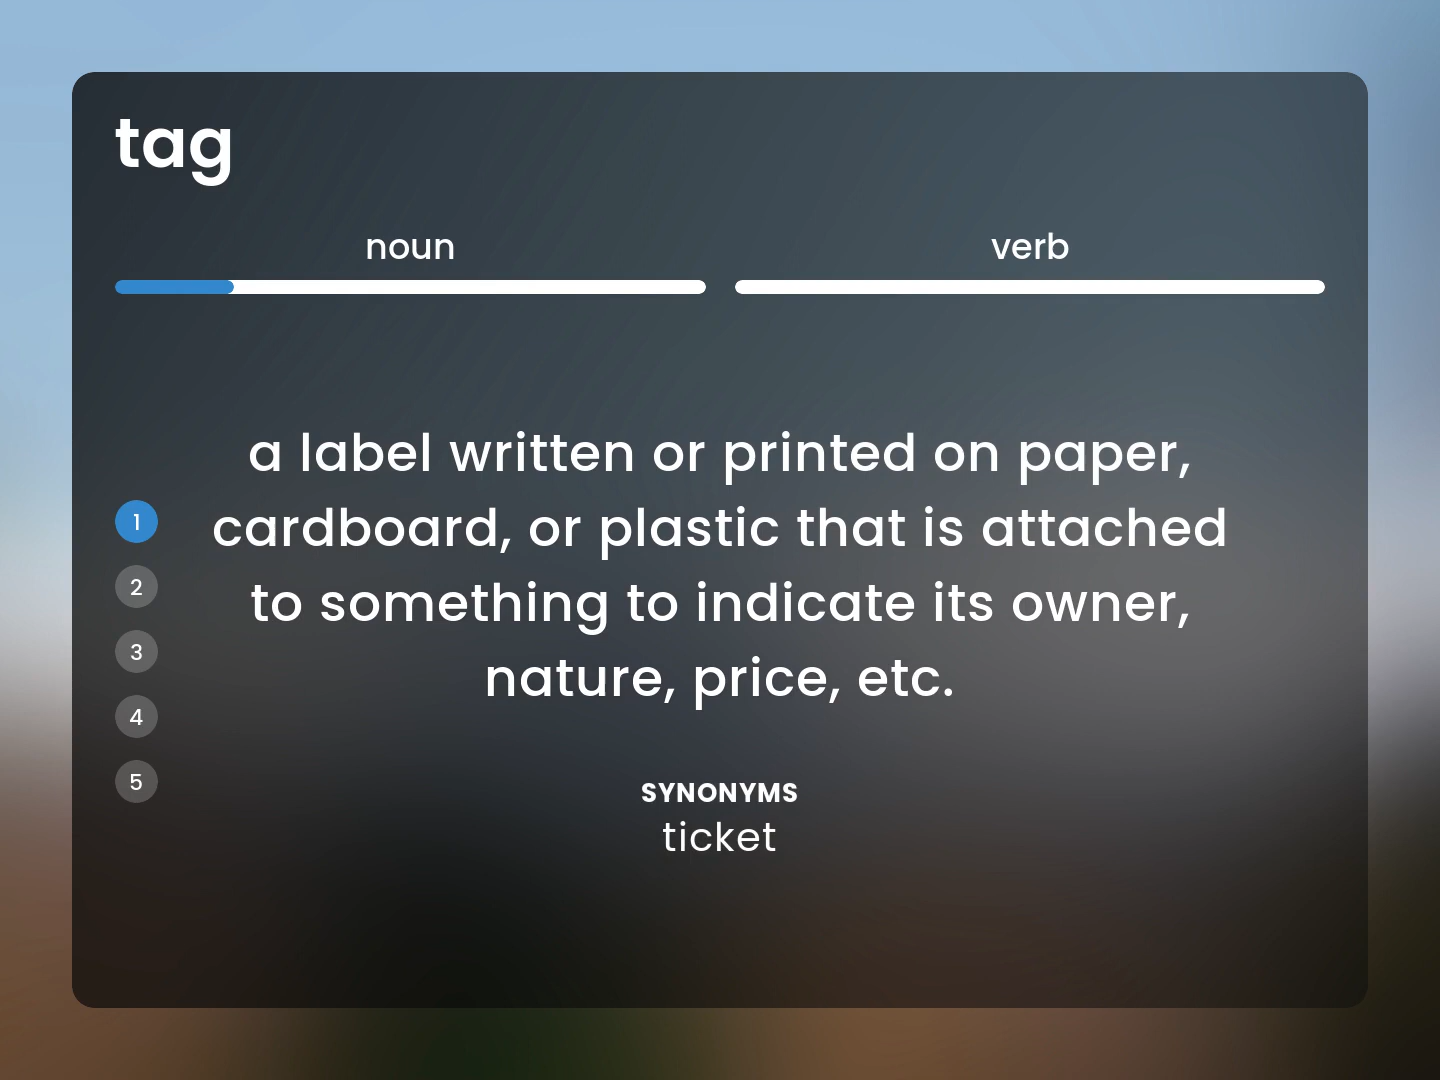 tag
noun
verb
a label written or printed on paper,
cardboard, or plastic that is attached
to something to indicate its owner,
nature, price, etc.
1
2
3
4
5
SYNONYMS
ticket